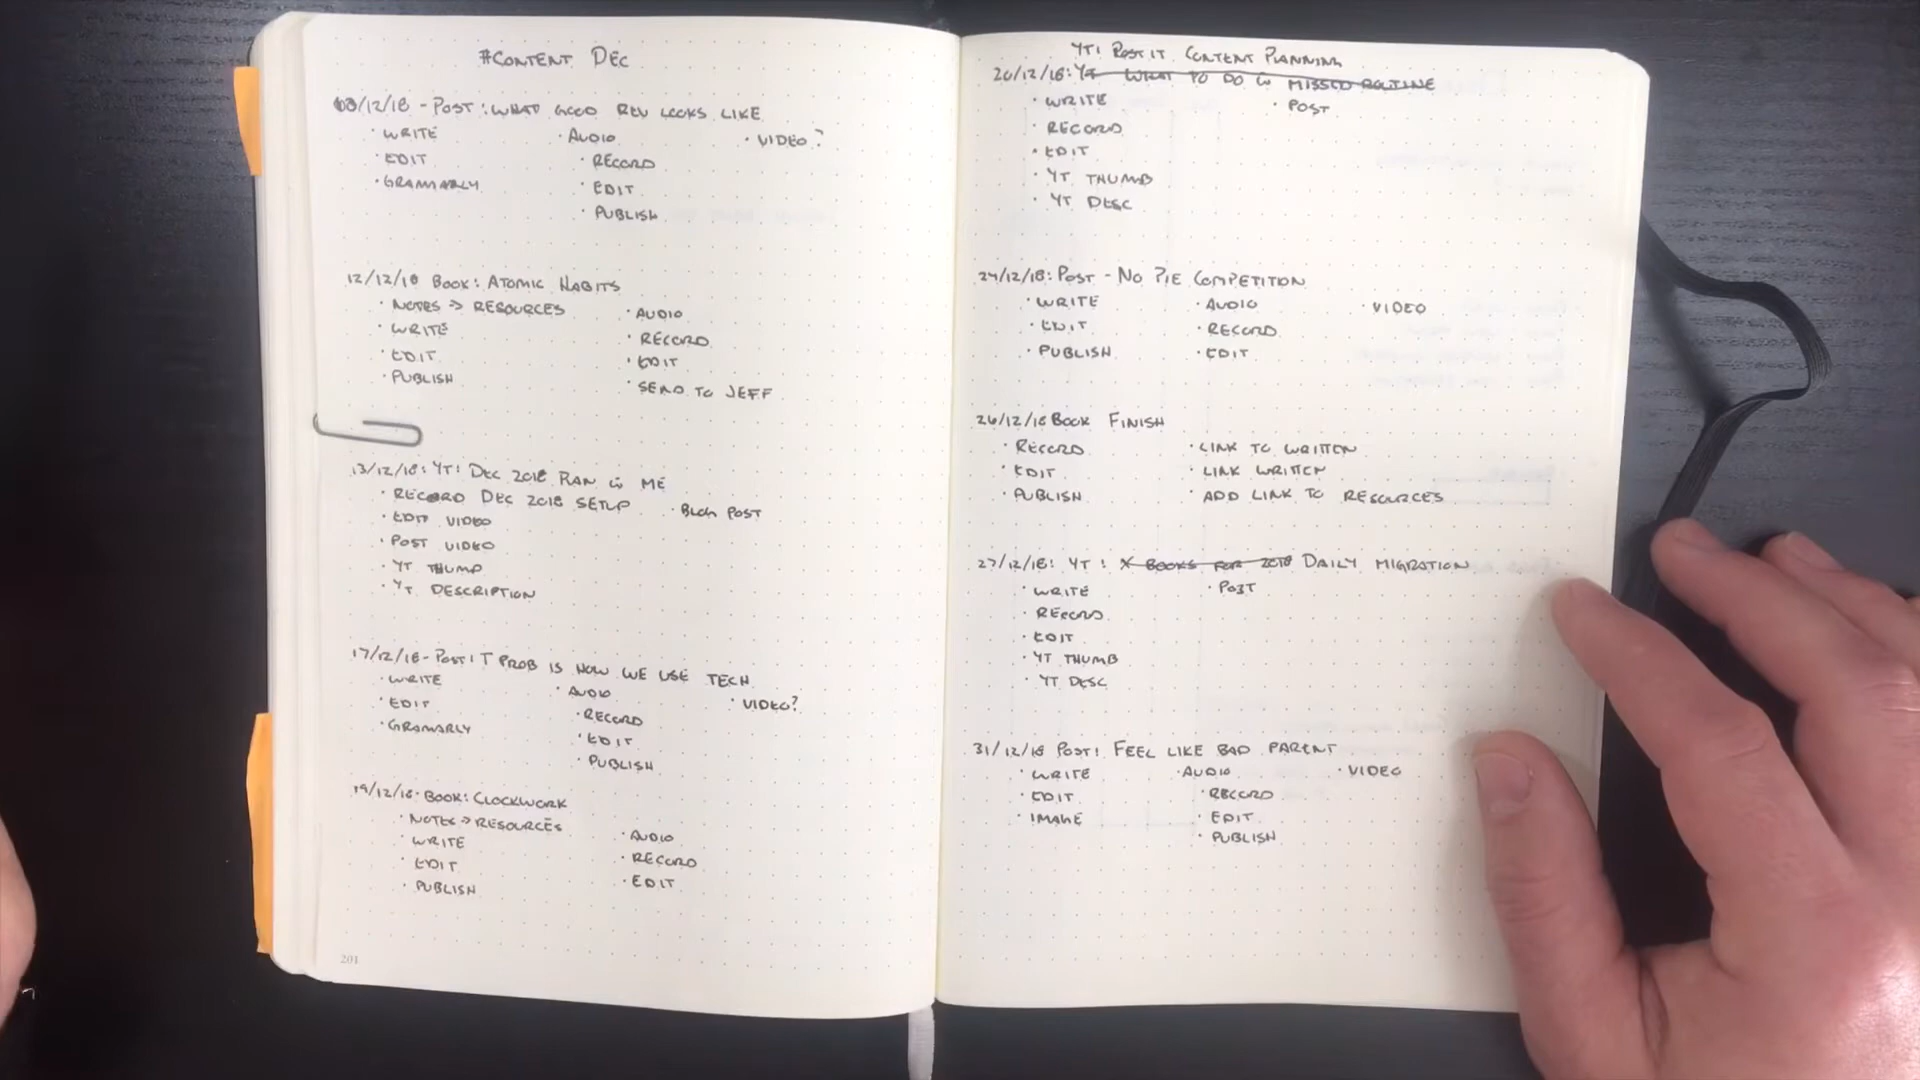 #CONTENT DEC
03/12/18 - POST: WHAT GOOD REV LOOKS LIKE
· WRITE
· EDIT
· GRAMMARLY
· AUDIO
· RECORD
· EDIT
· PUBLISH
· VIDEO?
12/12/18 BOOK: ATOMIC HABITS
· NOTES => RESOURCES
· WRITE
· EDIT
· PUBLISH
· AUDIO
· RECORD
· EDIT
· SEND TO JEFF
13/12/18: YT: DEC 2018 PLAN W ME
· RECORD DEC 2018 SETUP
· EDIT VIDEO
· POST VIDEO
· YT THUMP
· YT DESCRIPTION
· BLOG POST
17/12/18 - POST: T PROB IS HOW WE USE TECH
· WRITE
· EDIT
· GRAMARLY
· AUDIO
· RECORD
· EDIT
· PUBLISH
· VIDEO?
19/12/18 · BOOK: CLOCKWORK
· NOTES => RESOURCES
· WRITE
· EDIT
· PUBLISH
· AUDIO
· RECORD
· EDIT
201
YT: POST IT CONTENT PLANNING
20/12/18: YT WHAT TO DO W MISSED ROUTINE
· WRITE
· RECORD
· EDIT
· YT THUMB
· YT DESC
· POST
24/12/18: POST - NO PIE COMPETITION
· WRITE
· EDIT
· PUBLISH
· AUDIO
· RECORD
· EDIT
· VIDEO
26/12/18 BOOK FINISH
· RECORD
· EDIT
· PUBLISH
· LINK TO WRITTEN
· LINK WRITTEN
· ADD LINK TO RESOURCES
27/12/18: YT: X BOOKS FOR 2018 DAILY MIGRATION
· WRITE
· RECORD
· EDIT
· YT THUMB
· YT DESC
· POST
31/12/18 POST: FEEL LIKE BAD PARENT
· WRITE
· EDIT
· IMAGE
· AUDIO
· RECORD
· EDIT
· PUBLISH
· VIDEO